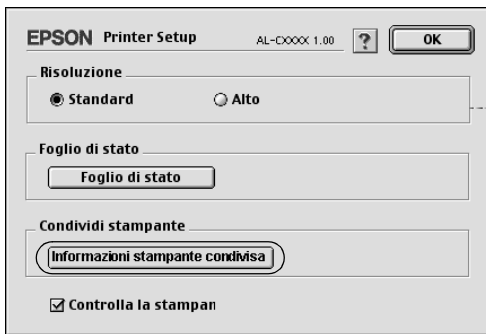 EPSON Printer Setup AL-CXXXX 1.00 ? OK
Risoluzione
Standard Alto
Foglio di stato
Foglio di stato
Condividi stampante
Informazioni stampante condivisa
Controlla la stampan